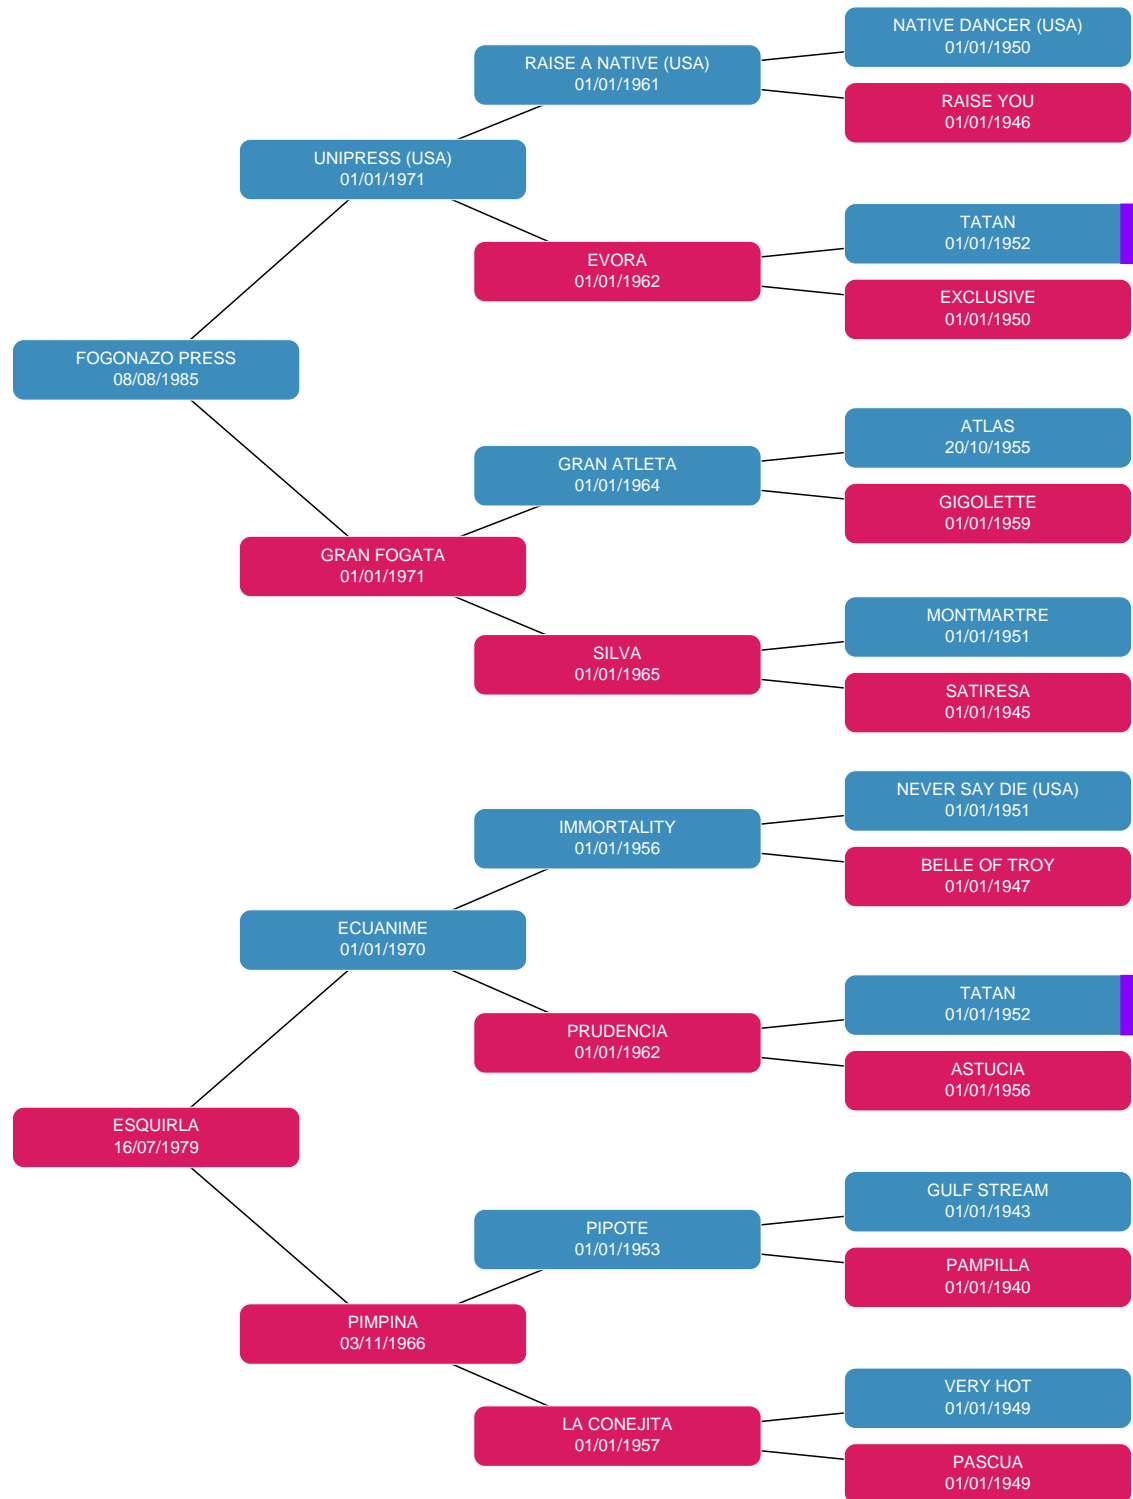 NATIVE DANCER (USA)
01/01/1950
RAISE A NATIVE (USA)
01/01/1961
RAISE YOU
01/01/1946
UNIPRESS (USA)
01/01/1971
TATAN
01/01/1952
EVORA
01/01/1962
EXCLUSIVE
01/01/1950
FOGONAZO PRESS
08/08/1985
ATLAS
20/10/1955
GRAN ATLETA
01/01/1964
GIGOLETTE
01/01/1959
GRAN FOGATA
01/01/1971
MONTMARTRE
01/01/1951
SILVA
01/01/1965
SATIRESA
01/01/1945
NEVER SAY DIE (USA)
01/01/1951
IMMORTALITY
01/01/1956
BELLE OF TROY
01/01/1947
ECUANIME
01/01/1970
TATAN
01/01/1952
PRUDENCIA
01/01/1962
ASTUCIA
01/01/1956
ESQUIRLA
16/07/1979
GULF STREAM
01/01/1943
PIPOTE
01/01/1953
PAMPILLA
01/01/1940
PIMPINA
03/11/1966
VERY HOT
01/01/1949
LA CONEJITA
01/01/1957
PASCUA
01/01/1949